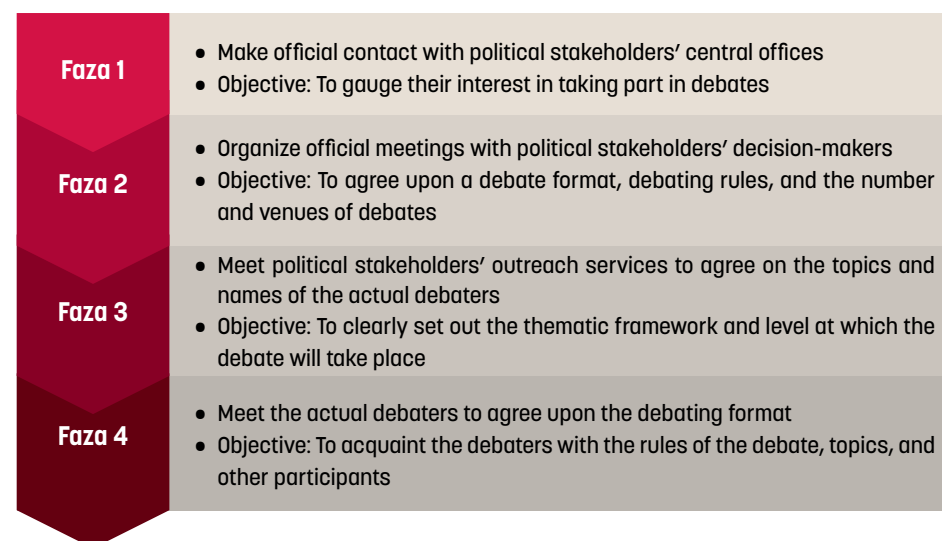 Faza 1
• Make official contact with political stakeholders’ central offices
• Objective: To gauge their interest in taking part in debates
Faza 2
• Organize official meetings with political stakeholders’ decision-makers
• Objective: To agree upon a debate format, debating rules, and the number
and venues of debates
Faza 3
• Meet political stakeholders’ outreach services to agree on the topics and
names of the actual debaters
• Objective: To clearly set out the thematic framework and level at which the
debate will take place
Faza 4
• Meet the actual debaters to agree upon the debating format
• Objective: To acquaint the debaters with the rules of the debate, topics, and
other participants